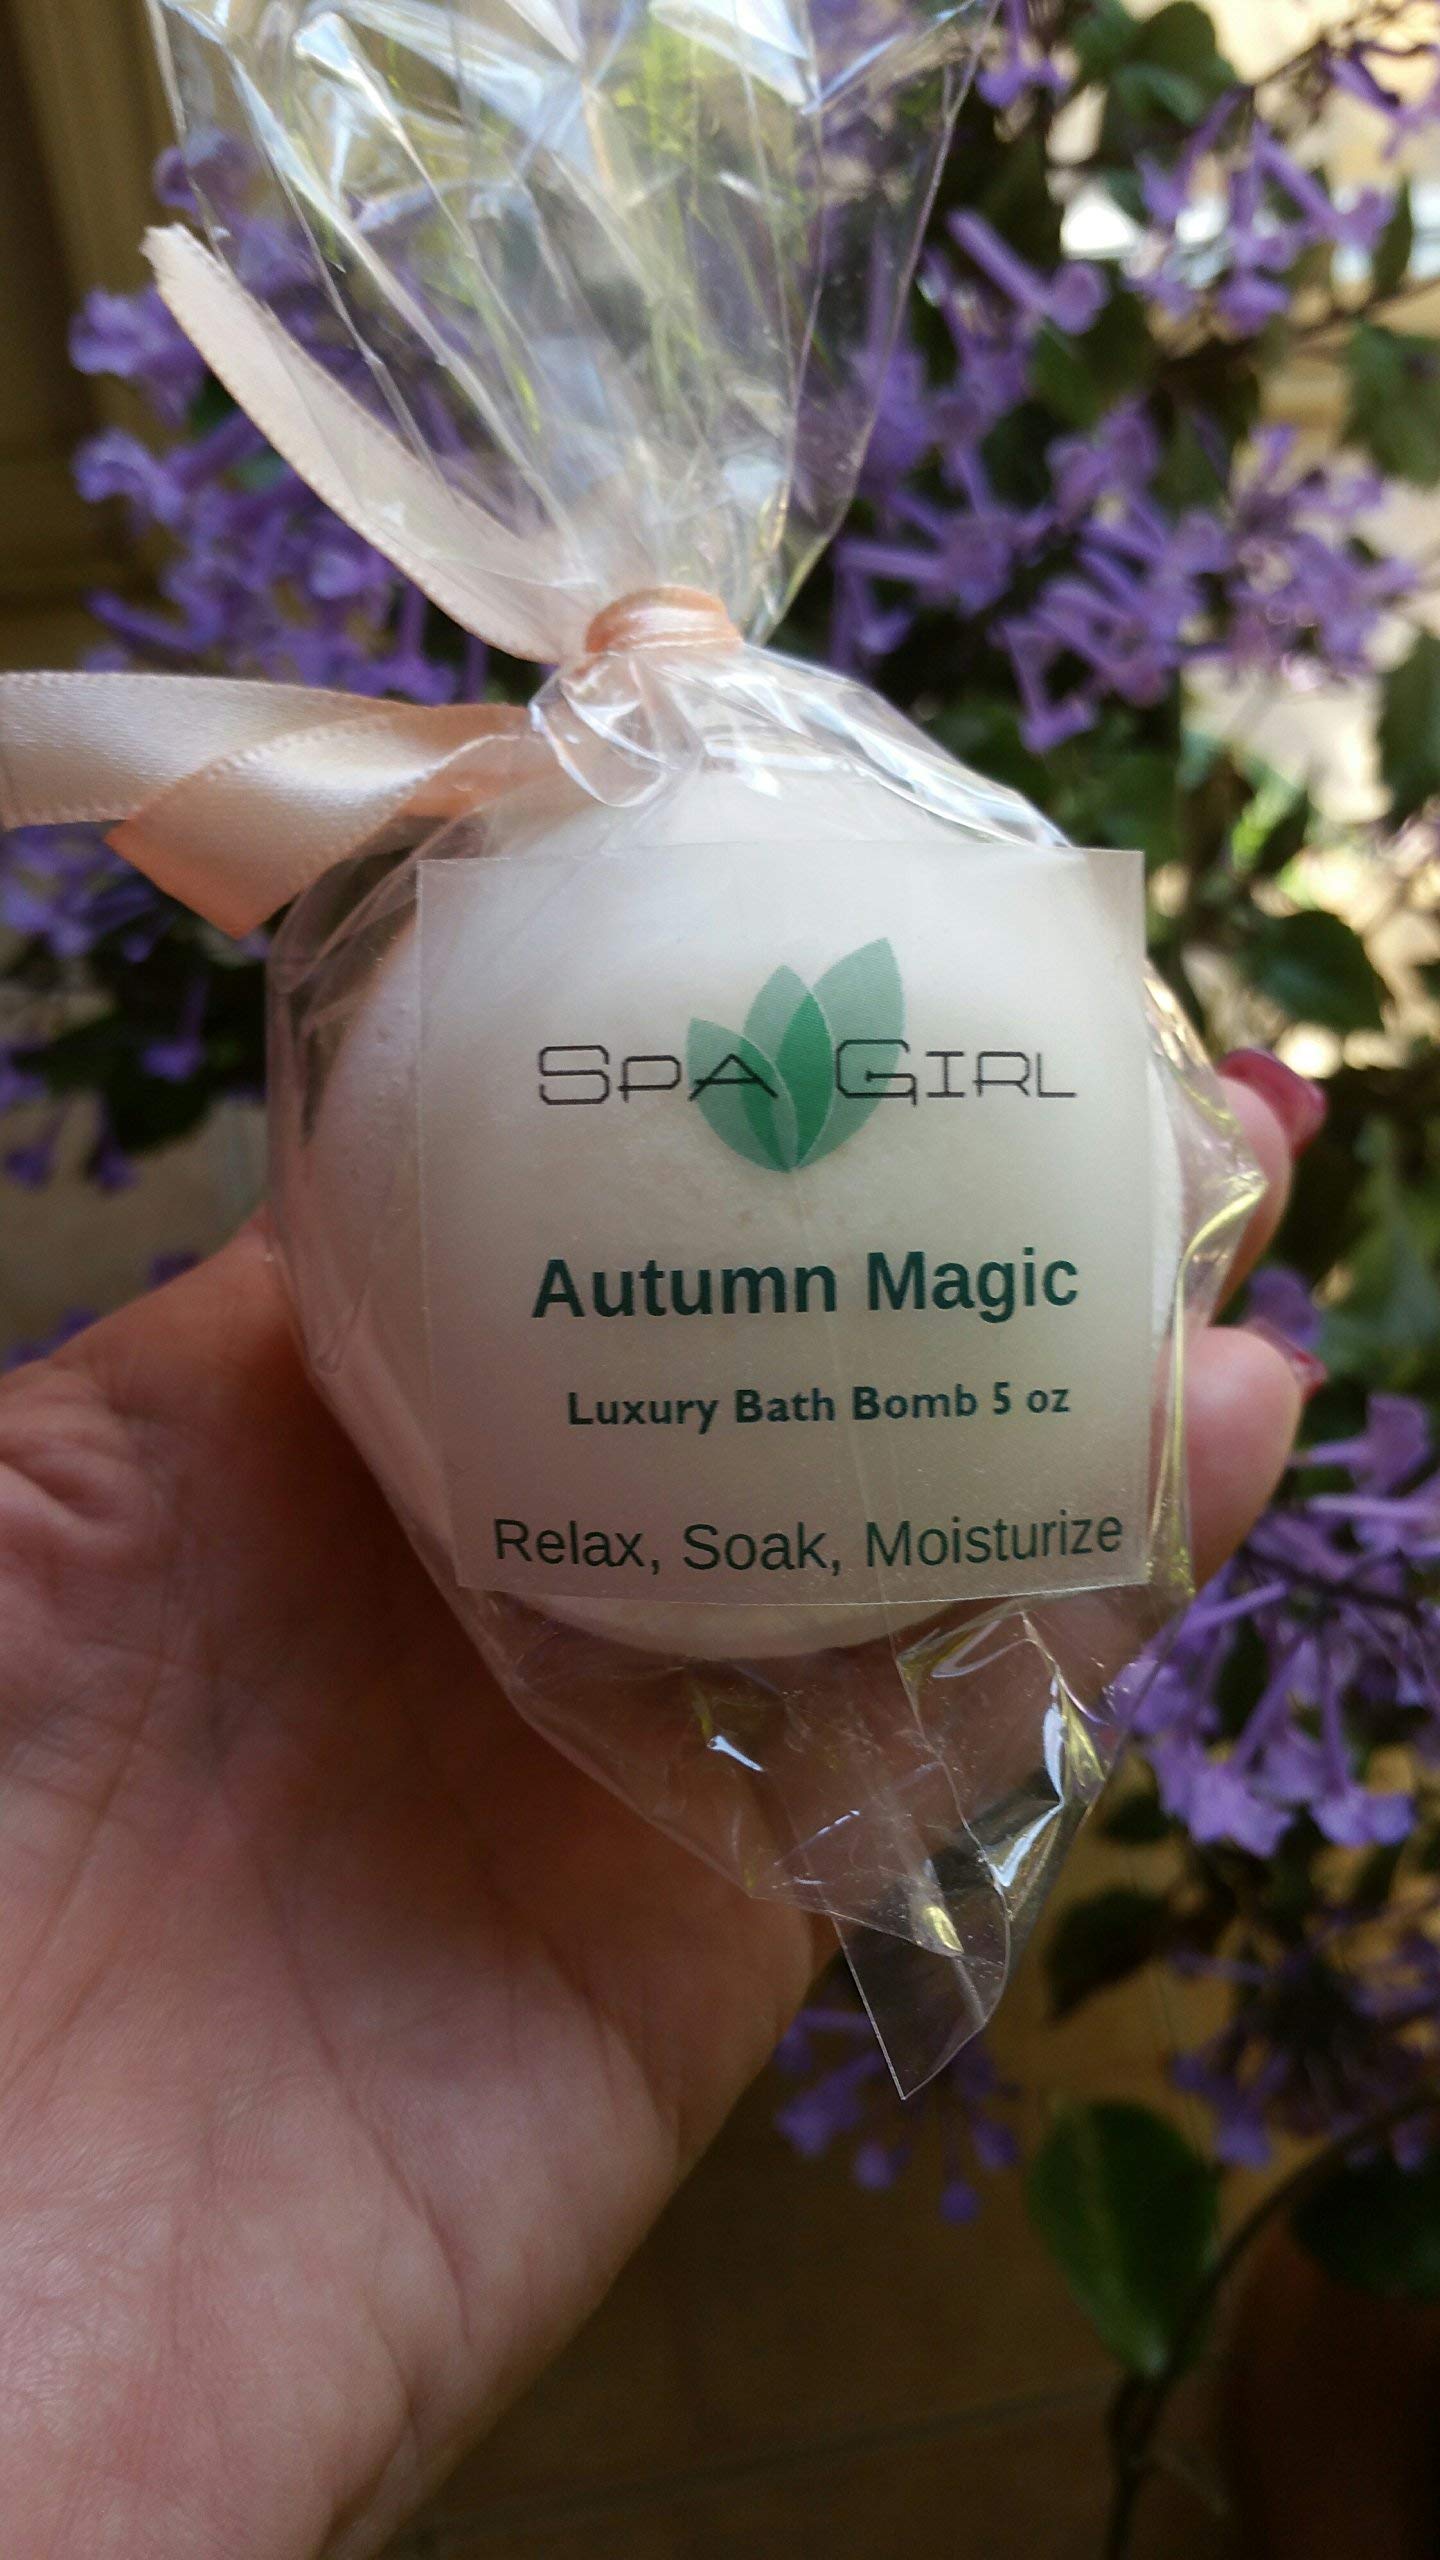 Spa Girl
Autumn Magic
Luxury Bath Bomb 5 oz
Relax, Soak, Moisturize